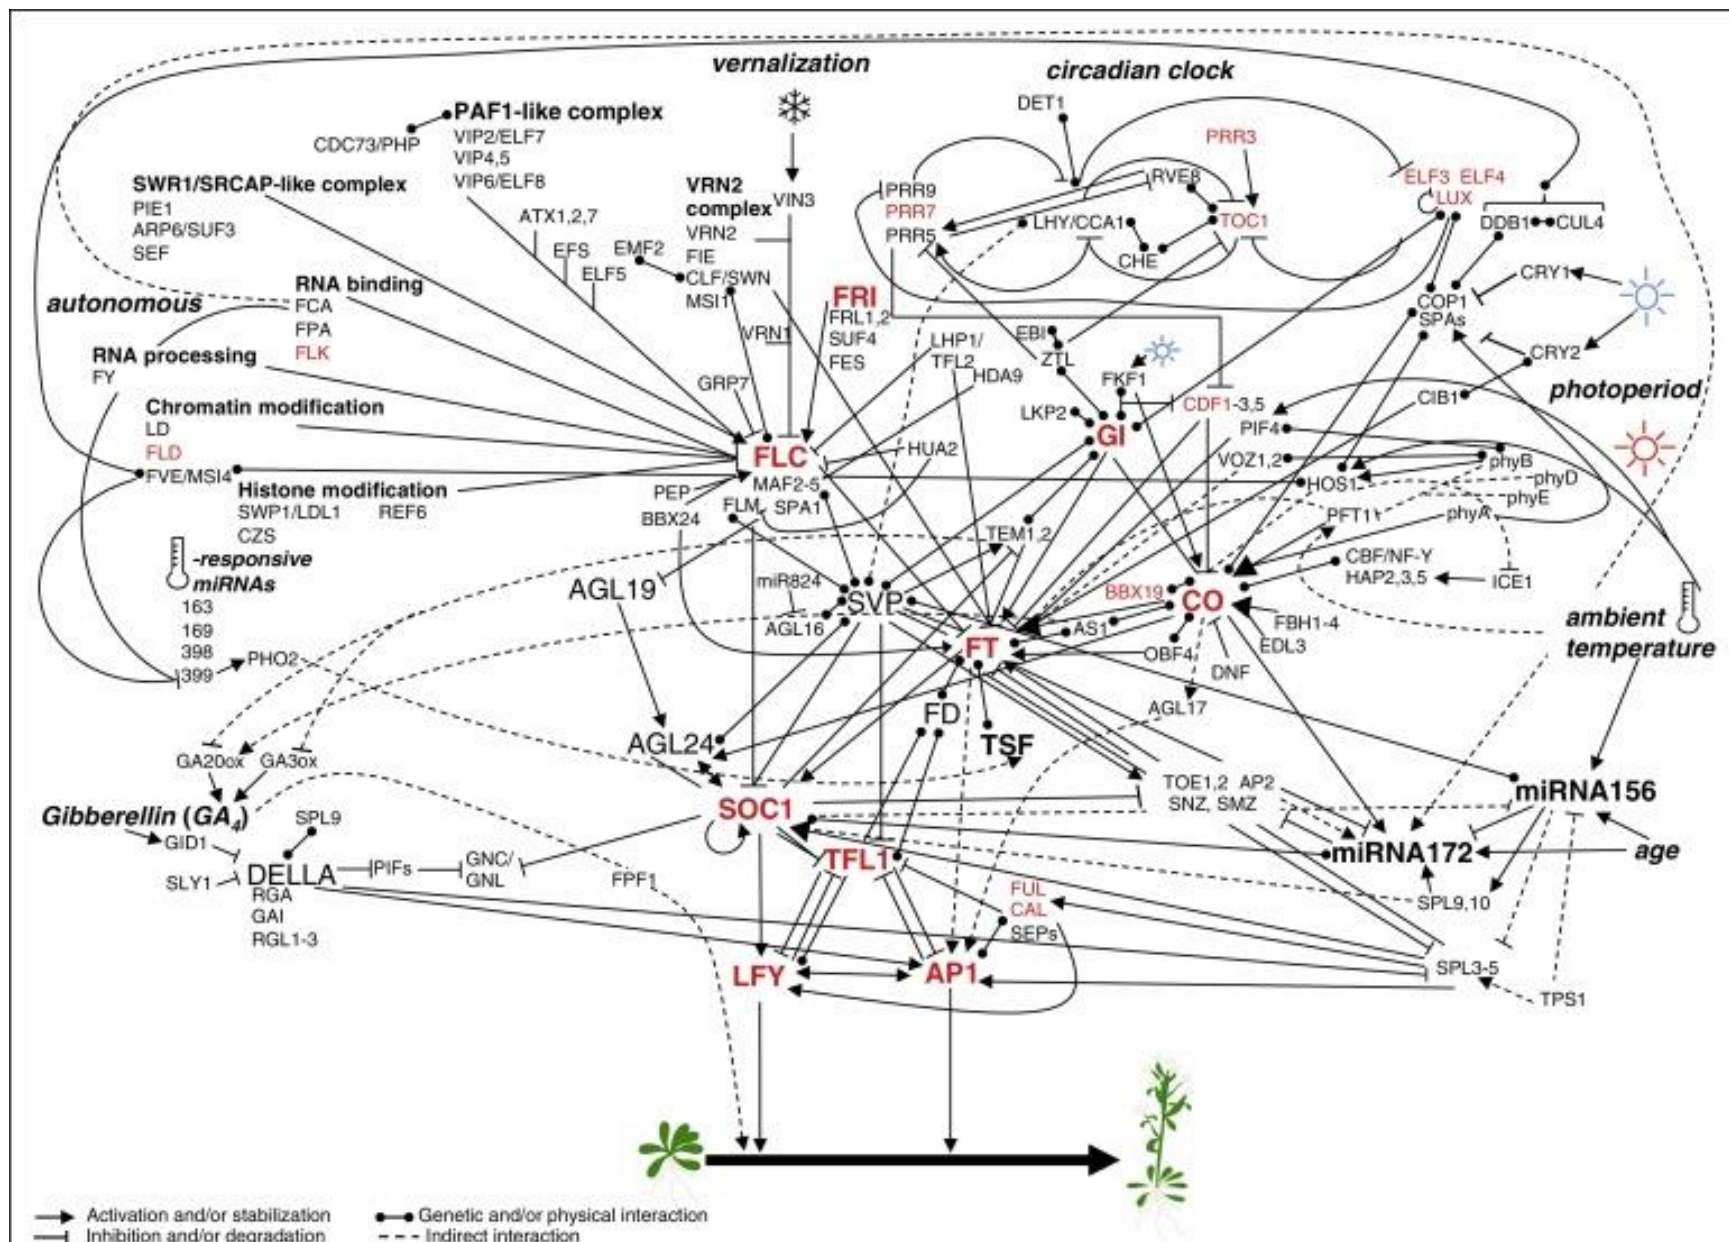 vernalization
circadian clock
DET1
PAF1-like complex
CDC73/PHP
VIP2/ELF7
VIP4,5
VIP6/ELF8
PRR3
SWR1/SRCAP-like complex
PIE1
ARP6/SUF3
SEF
VRN2
complex
VRN2
FIE
CLF/SWN
MSI1
VIN3
PRR9
PRR7
PRR5
RVE8
LHY/CCA1
TOC1
CHE
ELF3 ELF4
LUX
DDB1
CUL4
ATX1,2,7
EFS
ELF5
EMF2
CRY1
COP1
SPAs
CRY2
autonomous
RNA binding
FCA
FPA
FLK
RNA processing
FY
FRI
FRL1,2
SUF4
FES
VRN1
GRP7
LHP1/
TFL2
HDA9
EBI
ZTL
FKF1
LKP2
GI
CDF1-3,5
CIB1
photoperiod
PIF4
VOZ1,2
HOS1
phyB
phyD
phyE
phyA
PFT1
Chromatin modification
LD
FLD
FVE/MSI4
Histone modification
SWP1/LDL1 REF6
CZS
FLC
MAF2-5
SPA1
HUA2
PEP
BBX24
FLM
TEM1,2
CBF/NF-Y
HAP2,3,5
ICE1
-responsive
miRNAs
163
169
398
399
PHO2
AGL19
miR824
AGL16
SVP
BBX19
CO
FT
AS1
OBF4
DNF
FBH1-4
EDL3
ambient
temperature
AGL17
FD
TSF
AGL24
GA20ox
GA3ox
Gibberellin (GA4)
GID1
SLY1
SPL9
DELLA
RGA
GAI
RGL1-3
PIFs
GNC/
GNL
FPF1
SOC1
TFL1
TOE1,2 AP2
SNZ, SMZ
miRNA156
miRNA172
age
FUL
CAL
SEPs
SPL9,10
SPL3-5
TPS1
LFY
AP1
Activation and/or stabilization
Genetic and/or physical interaction
Inhibition and/or degradation
Indirect interaction